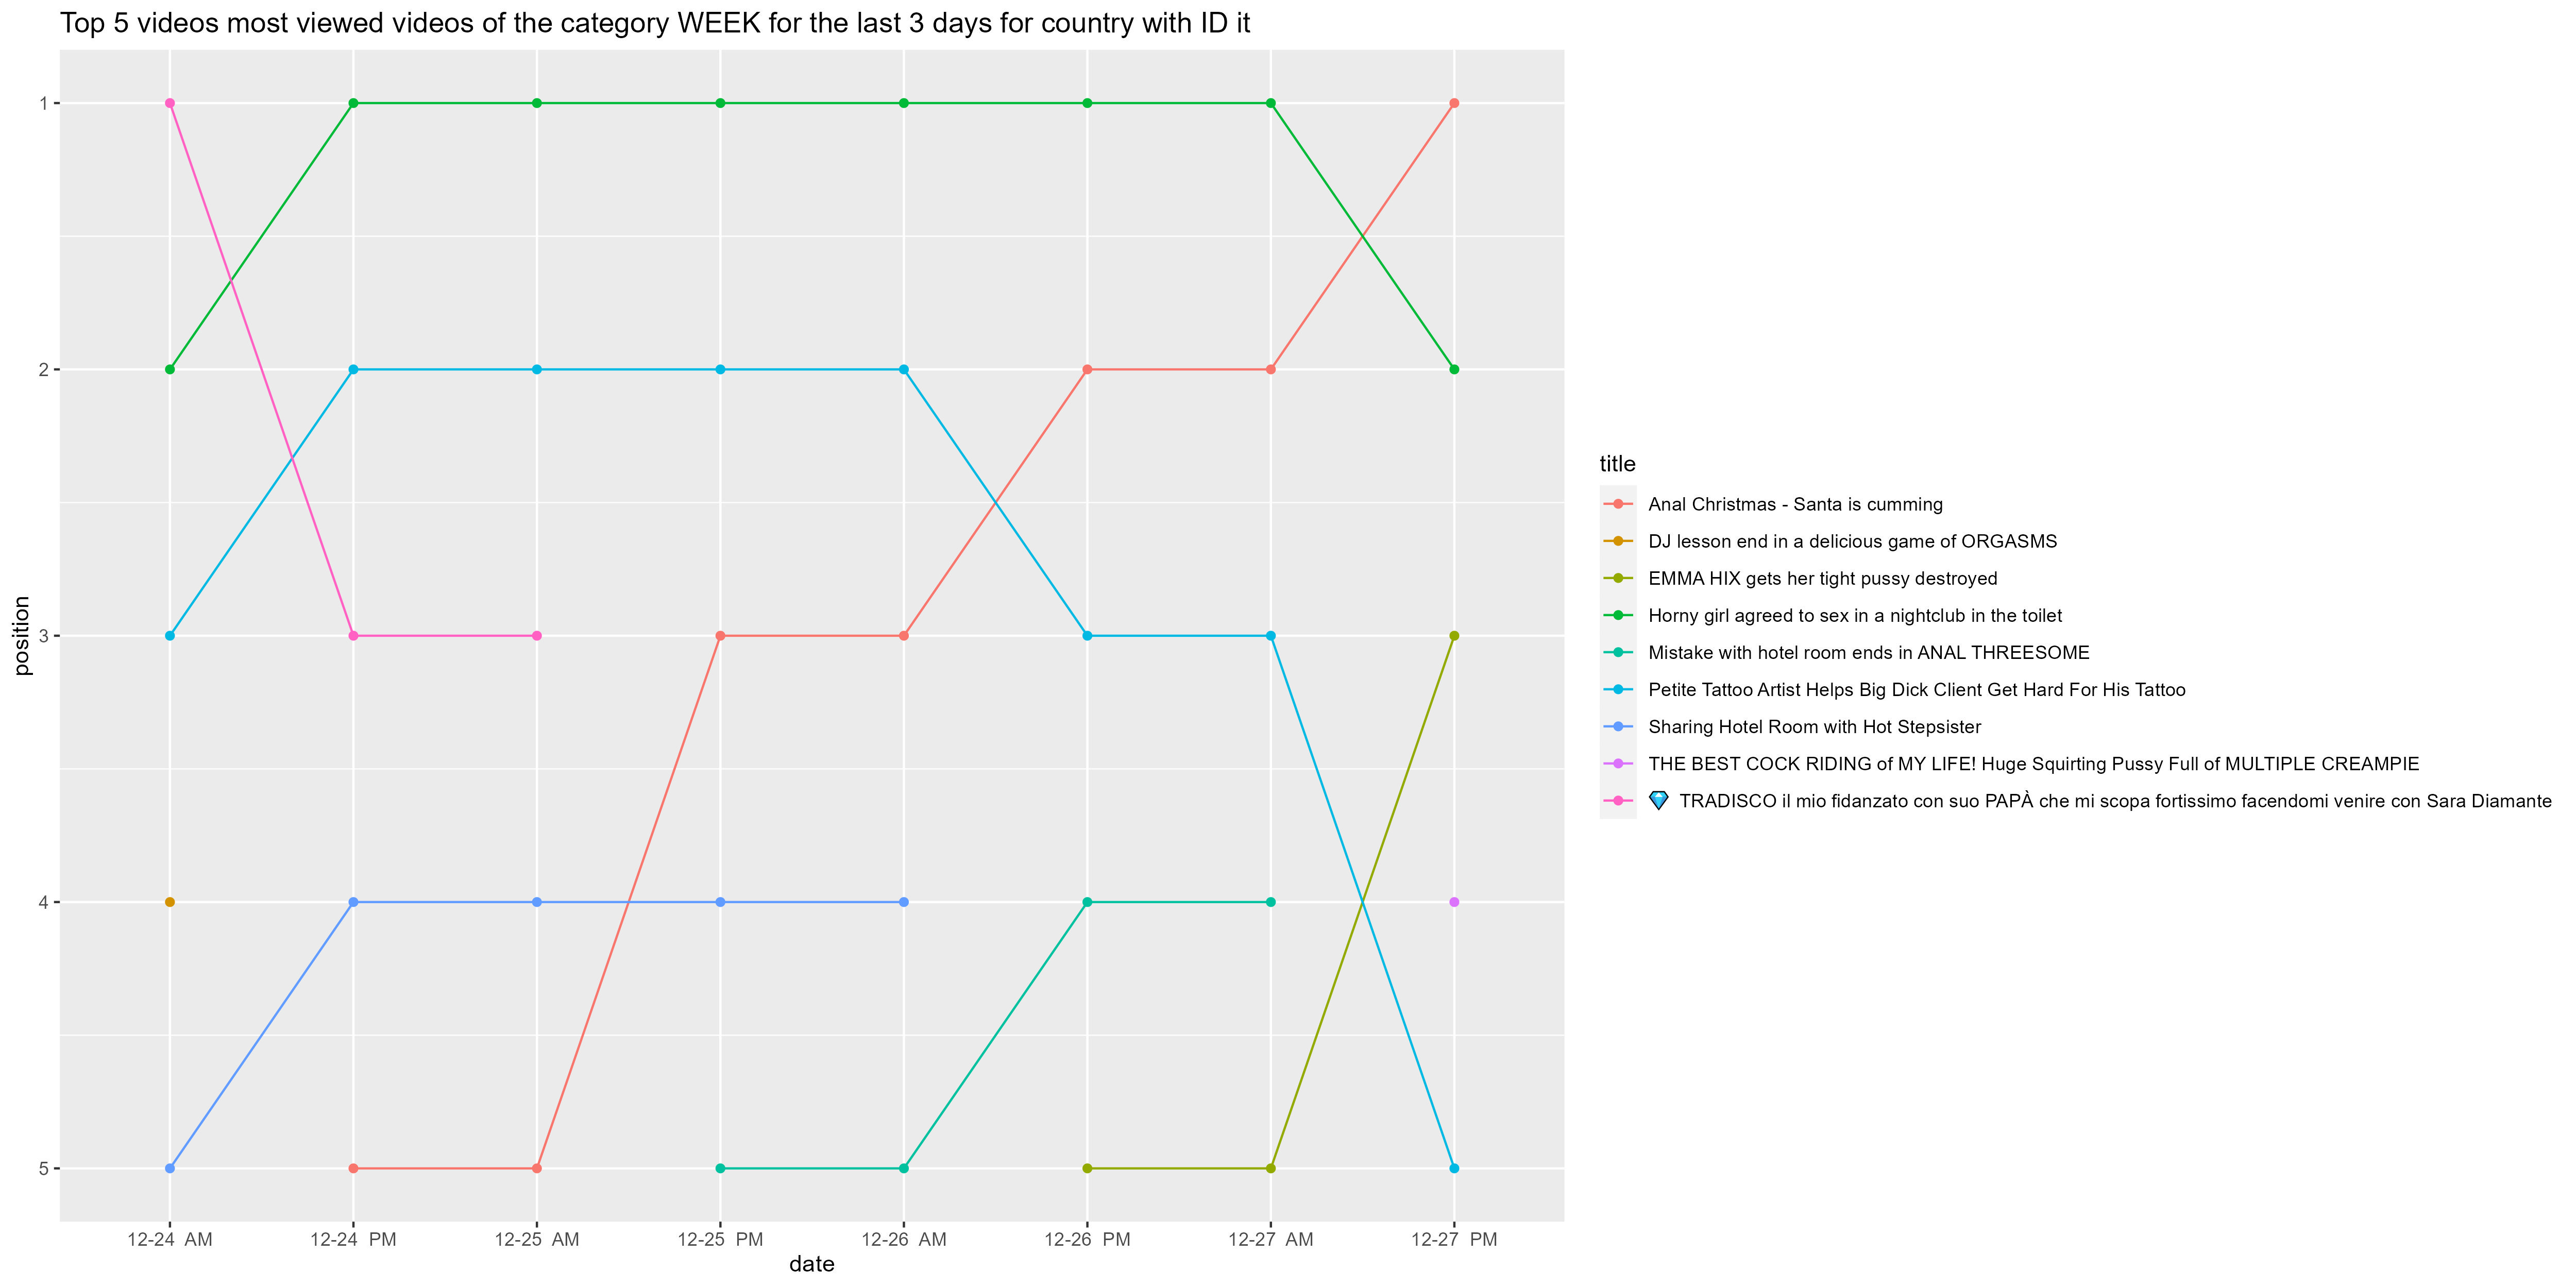 Top 5 videos most viewed videos of the category WEEK for the last 3 days for country with ID it
position
1
2
3
4
5
12-24 AM
12-24 PM
12-25 AM
12-25 PM
12-26 AM
12-26 PM
12-27 AM
12-27 PM
date
title
Anal Christmas - Santa is cumming
DJ lesson end in a delicious game of ORGASMS
EMMA HIX gets her tight pussy destroyed
Horny girl agreed to sex in a nightclub in the toilet
Mistake with hotel room ends in ANAL THREESOME
Petite Tattoo Artist Helps Big Dick Client Get Hard For His Tattoo
Sharing Hotel Room with Hot Stepsister
THE BEST COCK RIDING of MY LIFE! Huge Squirting Pussy Full of MULTIPLE CREAMPIE
💎 TRADISCO il mio fidanzato con suo PAPÀ che mi scopa fortissimo facendomi venire con Sara Diamante